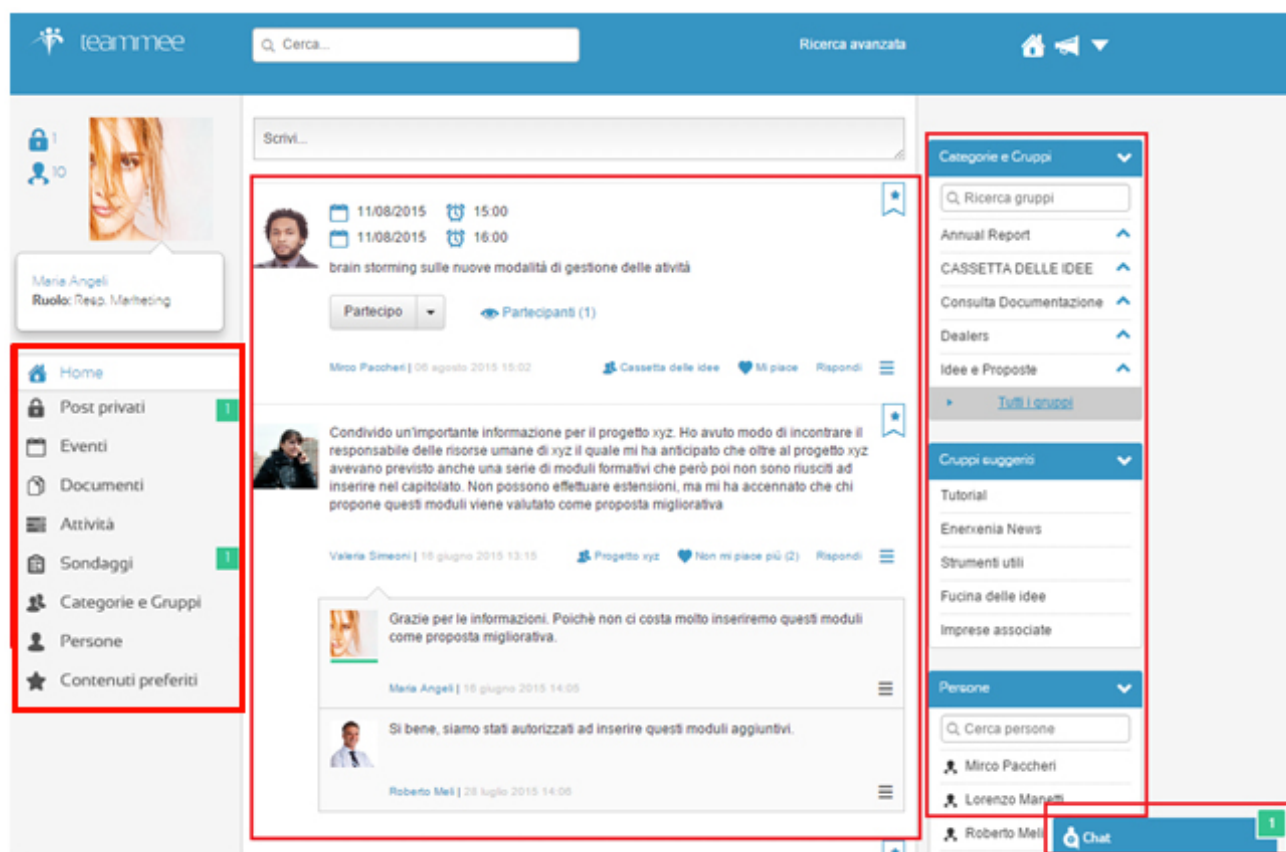 teammee
Cerca...
Ricerca avanzata
1
10
Maria Angeli
Ruolo: Resp. Marketing
Home
Post privati 1
Eventi
Documenti
Attività
Sondaggi 1
Categorie e Gruppi
Persone
Contenuti preferiti
Scrivi...
11/08/2015 15:00
11/08/2015 16:00
brain storming sulle nuove modalità di gestione delle atività
Partecipo
Partecipanti (1)
Mirco Paccheri | 06 agosto 2015 15:02 Cassetta delle idee Mi piace Rispondi
Condivido un'importante informazione per il progetto xyz. Ho avuto modo di incontrare il
responsabile delle risorse umane di xyz il quale mi ha anticipato che oltre al progetto xyz
avevano previsto anche una serie di moduli formativi che però poi non sono riusciti ad
inserire nel capitolato. Non possono effettuare estensioni, ma mi ha accennato che chi
propone questi moduli viene valutato come proposta migliorativa
Valeria Simeoni | 16 giugno 2015 13:15 Progetto xyz Non mi piace più (2) Rispondi
Grazie per le informazioni. Poichè non ci costa molto inseriremo questi moduli
come proposta migliorativa.
Maria Angeli | 16 giugno 2015 14:05
Si bene, siamo stati autorizzati ad inserire questi moduli aggiuntivi.
Roberto Meli | 28 luglio 2015 14:06
Categorie e Gruppi
Ricerca gruppi
Annual Report
CASSETTA DELLE IDEE
Consulta Documentazione
Dealers
Idee e Proposte
Tutti i gruppi
Gruppi suggeriti
Tutorial
Enerxenia News
Strumenti utili
Fucina delle idee
Imprese associate
Persone
Cerca persone
Mirco Paccheri
Lorenzo Manetti
Roberto Meli
Chat 1